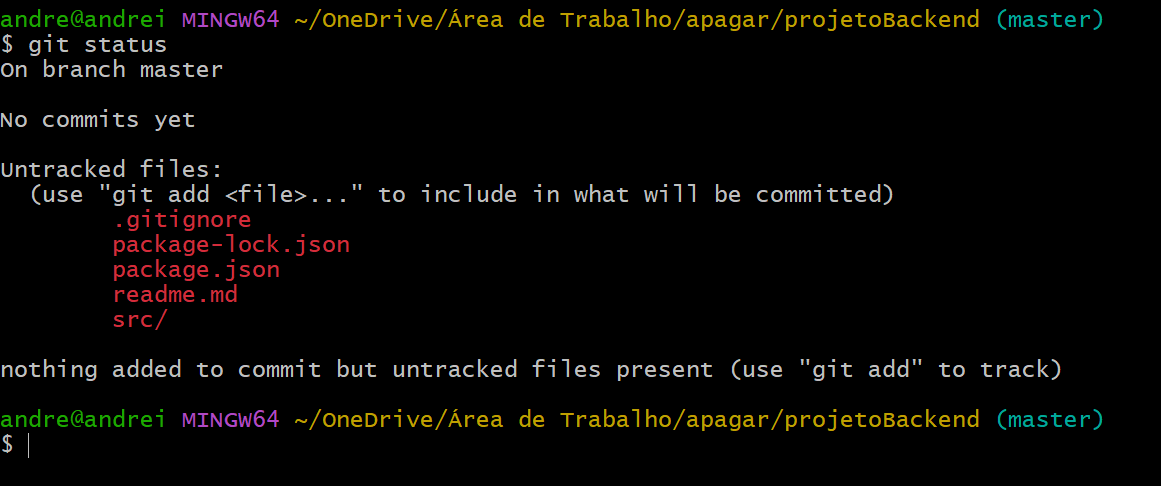 andre@andrei MINGW64 ~/OneDrive/Área de Trabalho/apagar/projetoBackend (master)
$ git status
On branch master
No commits yet
Untracked files:
  (use "git add <file>..." to include in what will be committed)
        .gitignore
        package-lock.json
        package.json
        readme.md
        src/
nothing added to commit but untracked files present (use "git add" to track)
andre@andrei MINGW64 ~/OneDrive/Área de Trabalho/apagar/projetoBackend (master)
$